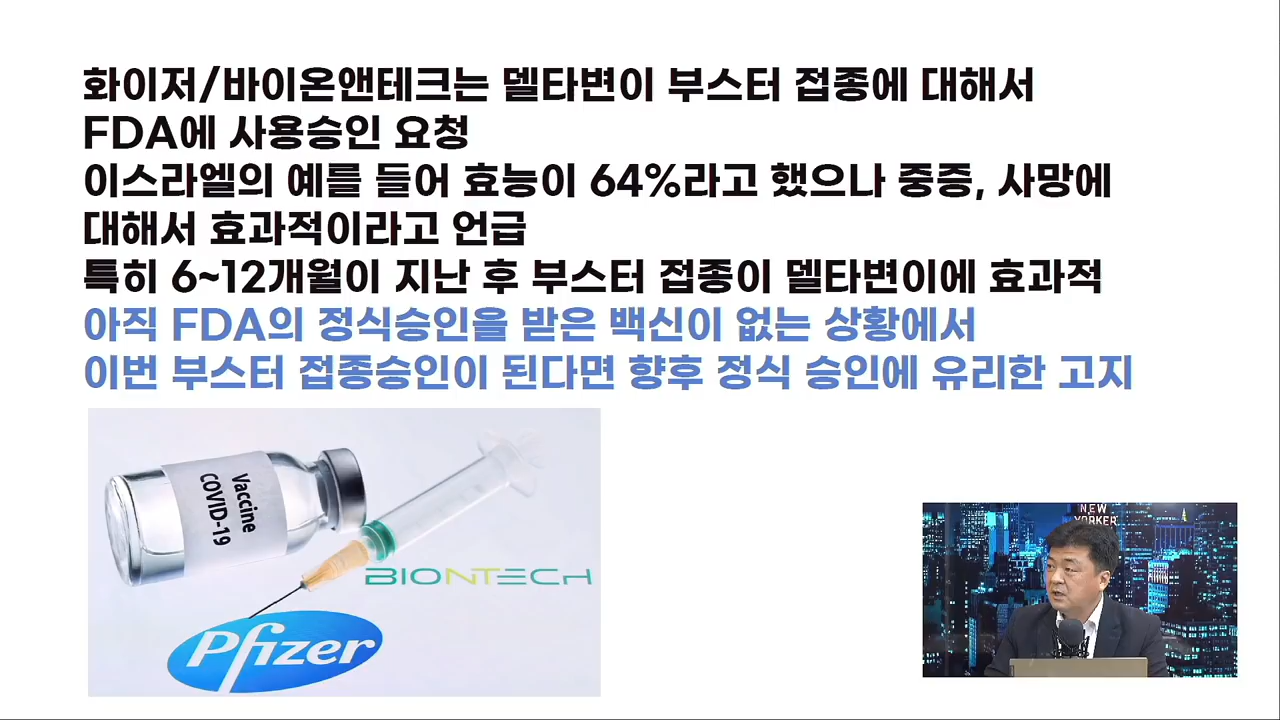 화이저/바이온앤테크는 델타변이 부스터 접종에 대해서
FDA에 사용승인 요청
이스라엘의 예를 들어 효능이 64%라고 했으나 중증, 사망에
대해서 효과적이라고 언급
특히 6~12개월이 지난 후 부스터 접종이 델타변이에 효과적
아직 FDA의 정식승인을 받은 백신이 없는 상황에서
이번 부스터 접종승인이 된다면 향후 정식 승인에 유리한 고지
Vaccine
COVID-19
BIONTECH
Pfizer
NEW
YORKER